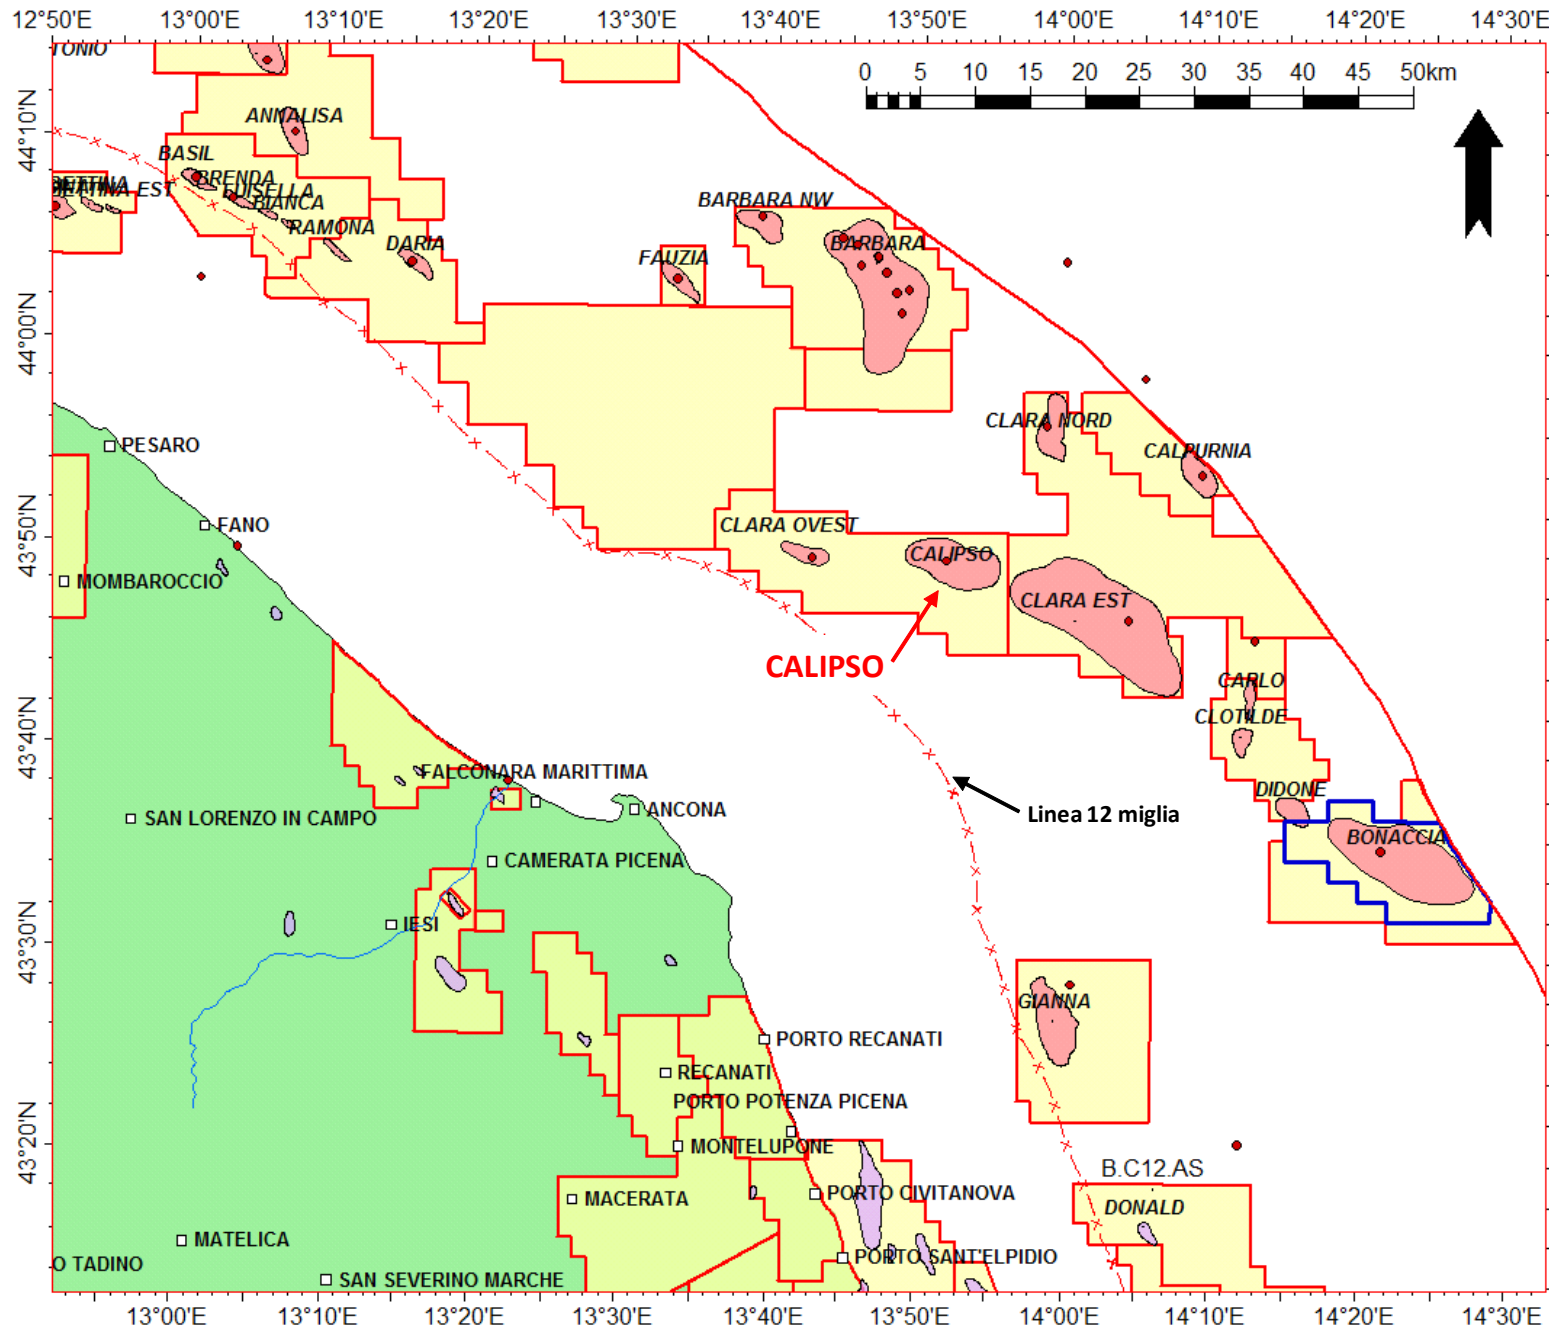 12°50'E 13°00'E 13°10'E 13°20'E 13°30'E 13°40'E 13°50'E 14°00'E 14°10'E 14°20'E 14°30'E
TONIO
0 5 10 15 20 25 30 35 40 45 50km
ANNALISA
44°10'N
BASIL
BRENDA
EST
LUISELLA
BIANCA
BARBARA NW
RAMONA
DARIA
BARBARA
FAUZIA
44°00'N
CLARA NORD
PESARO
CALPURNIA
FANO
CLARA OVEST
43°50'N
CALIPSO
MOMBAROCCIO
CLARA EST
CALIPSO
CARLO
CLOTILDE
43°40'N
FALCONARA MARITTIMA
DIDONE
ANCONA
Linea 12 miglia
SAN LORENZO IN CAMPO
BONACCIA
CAMERATA PICENA
IESI
43°30'N
GIANNA
PORTO RECANATI
RECANATI
PORTO POTENZA PICENA
43°20'N
MONTELUPONE
B.C12.AS
PORTO CIVITANOVA
MACERATA
DONALD
MATELICA
PORTO SANT'ELPIDIO
O TADINO
SAN SEVERINO MARCHE
13°00'E 13°10'E 13°20'E 13°30'E 13°40'E 13°50'E 14°00'E 14°10'E 14°20'E 14°30'E